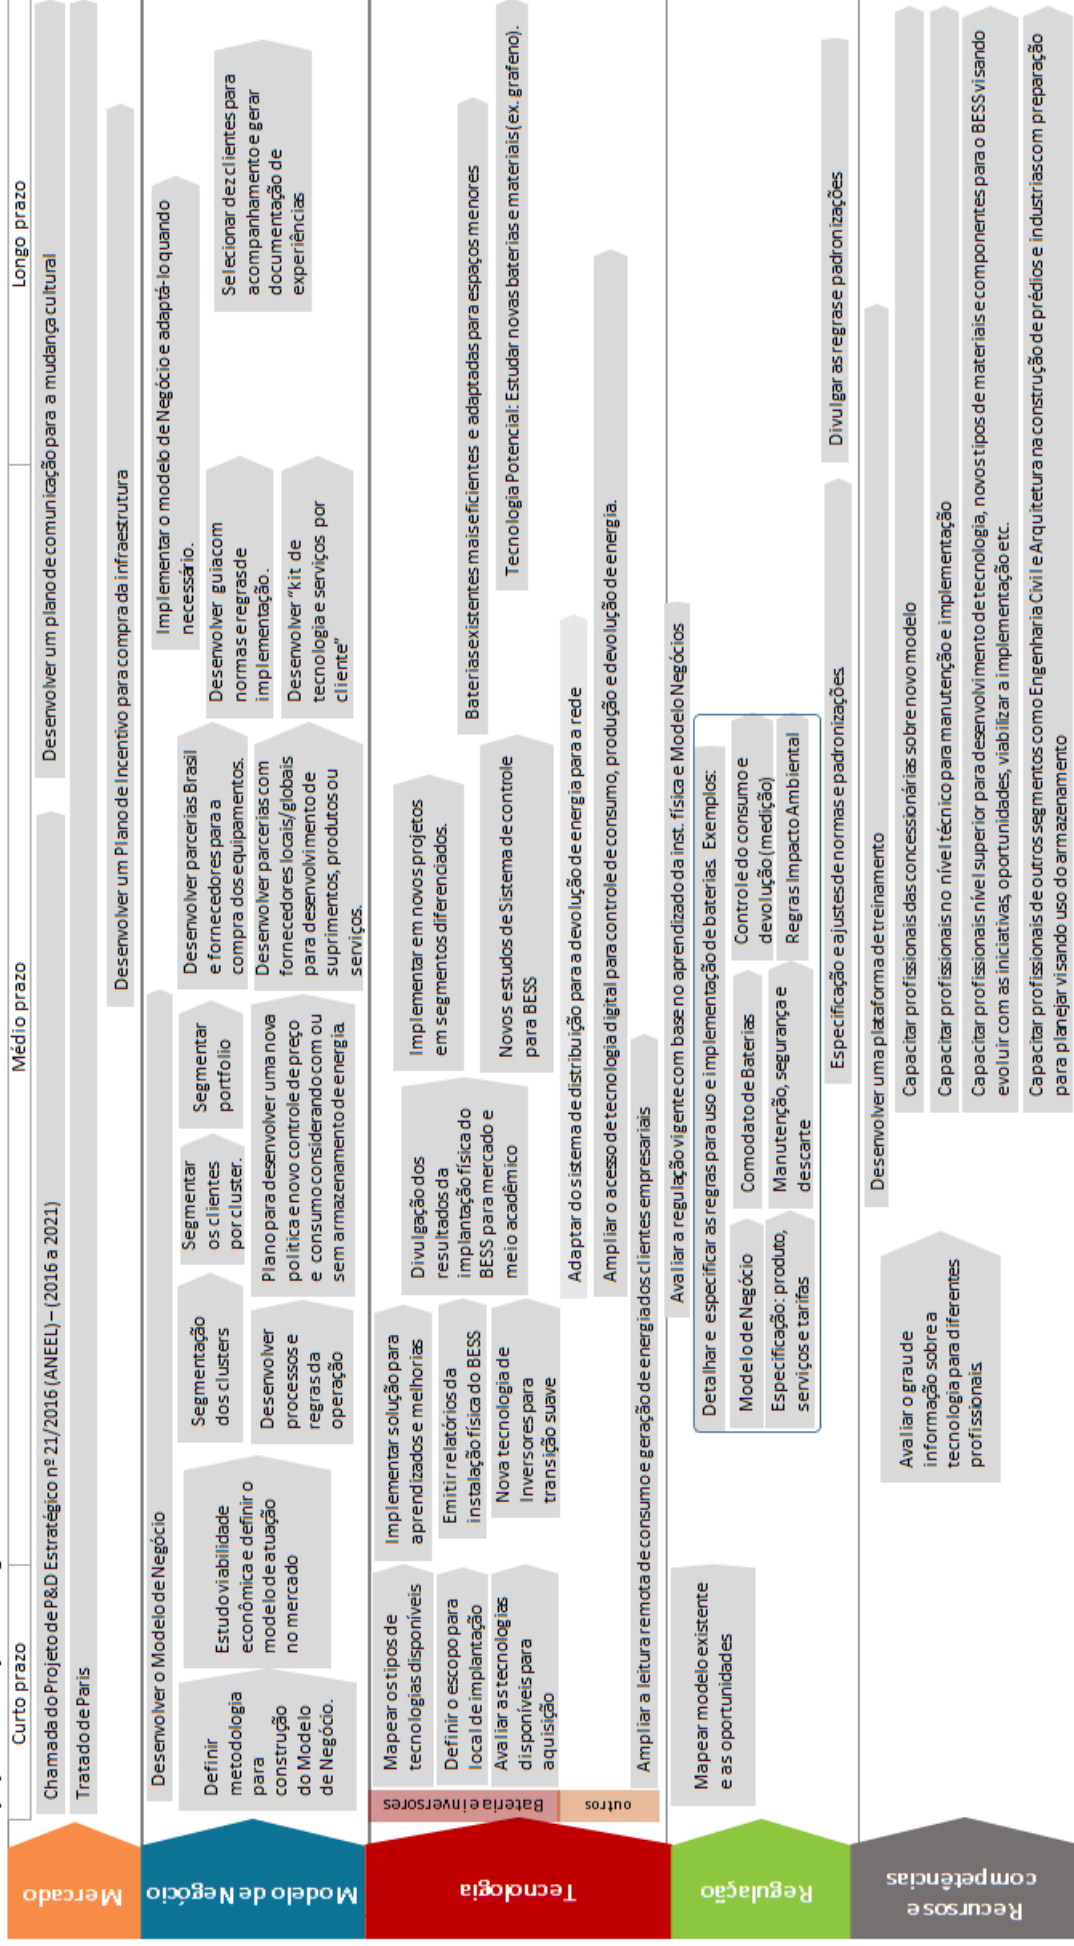 Curto prazo
Médio prazo
Longo prazo
Mercado
Chamada do Projeto de P&D Estratégico nº 21/2016 (ANEEL) – (2016 a 2021)
Desenvolver um plano de comunicação para a mudança cultural
Tratado de Paris
Desenvolver um Plano de Incentivo para compra da infraestrutura
Modelo de Negócio
Desenvolver o Modelo de Negócio
Implementar o modelo de Negócio e adaptá-lo quando
necessário.
Definir
metodologia
para
construção
do Modelo
de Negócio.
Estudo viabilidade
econômica e definir o
modelo de atuação
no mercado
Segmentação
dos clusters
Segmentar
os clientes
por cluster.
Segmentar
portfolio
Desenvolver parcerias Brasil
e fornecedores para a
compra dos equipamentos.
Desenvolver guia com
normas e regras de
implementação.
Selecionar dez clientes para
acompanhamento e gerar
documentação de
experiências
Desenvolver
processos e
regras da
operação
Plano para desenvolver uma nova
política e novo controle de preço
e consumo considerando com ou
sem armazenamento de energia.
Desenvolver parcerias com
fornecedores locais/globais
para desenvolvimento de
suprimentos, produtos ou
serviços.
Desenvolver “kit de
tecnologia e serviços por
cliente”
Tecnologia
Bateria e inversores
Mapear os tipos de
tecnologias disponíveis
Implementar solução para
aprendizados e melhorias
Divulgação dos
resultados da
implantação física do
BESS para mercado e
meio acadêmico
Implementar em novos projetos
em segmentos diferenciados.
Definir o escopo para
local de implantação
Emitir relatórios da
instalação física do BESS
Baterias existentes mais eficientes e adaptadas para espaços menores
Avaliar as tecnologias
disponíveis para
aquisição
Nova tecnologia de
Inversores para
transição suave
Novos estudos de Sistema de controle
para BESS
Tecnologia Potencial: Estudar novas baterias e materiais (ex. grafeno).
outros
Adaptar do sistema de distribuição para a devolução de energia para a rede
Ampliar o acesso de tecnologia digital para controle de consumo, produção e devolução de energia.
Ampliar a leitura remota de consumo e geração de energia dos clientes empresariais
Regulação
Mapear modelo existente
e as oportunidades
Avaliar a regulação vigente com base no aprendizado da inst. física e Modelo Negócios
Detalhar e especificar as regras para uso e implementação de baterias. Exemplos:
Modelo de Negócio
Comodato de Baterias
Controle do consumo e
devolução (medição)
Especificação: produto,
serviços e tarifas
Manutenção, segurança e
descarte
Regras Impacto Ambiental
Especificação e ajustes de normas e padronizações
Divulgar as regras e padronizações
Recursos e
competências
Desenvolver uma plataforma de treinamento
Avaliar o grau de
informação sobre a
tecnologia para diferentes
profissionais.
Capacitar profissionais das concessionárias sobre novo modelo
Capacitar profissionais no nível técnico para manutenção e implementação
Capacitar profissionais nível superior para desenvolvimento de tecnologia, novos tipos de materiais e componentes para o BESS visando
evoluir com as iniciativas, oportunidades, viabilizar a implementação etc.
Capacitar profissionais de outros segmentos como Engenharia Civil e Arquitetura na construção de prédios e industrias com preparação
para planejar visando uso do armazenamento